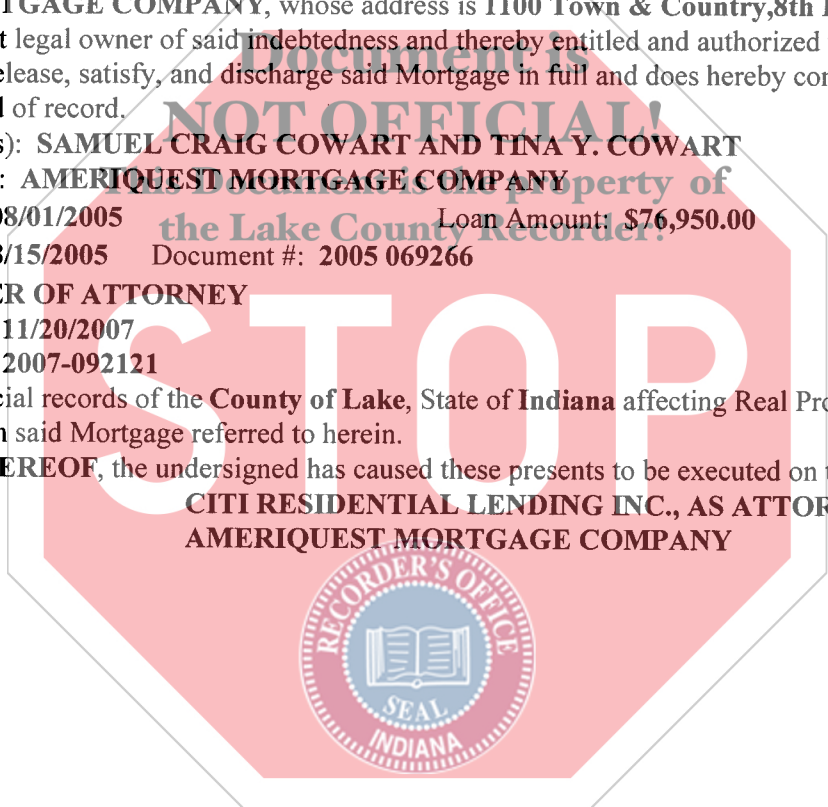 TGAGE COMPANY, whose address is 1100 Town & Country,8th
t legal owner of said indebtedness and thereby entitled and authorized
elease, satisfy, and discharge said Mortgage in full and does hereby con
of record.
s): SAMUEL CRAIG COWART AND TINA Y. COWART
: AMERIQUEST MORTGAGE COMPANY
08/01/2005 Loan Amount: $76,950.00
/15/2005 Document #: 2005 069266
ER OF ATTORNEY
11/20/2007
2007-092121
cial records of the County of Lake, State of Indiana affecting Real Pro
n said Mortgage referred to herein.
EREOF, the undersigned has caused these presents to be executed on
CITI RESIDENTIAL LENDING INC., AS ATTOR
AMERIQUEST MORTGAGE COMPANY
Document is
NOT OFFICIAL!
This Document is the property of
the Lake County Recorder!
STOP
RECORDER'S OFFICE
SEAL
INDIANA